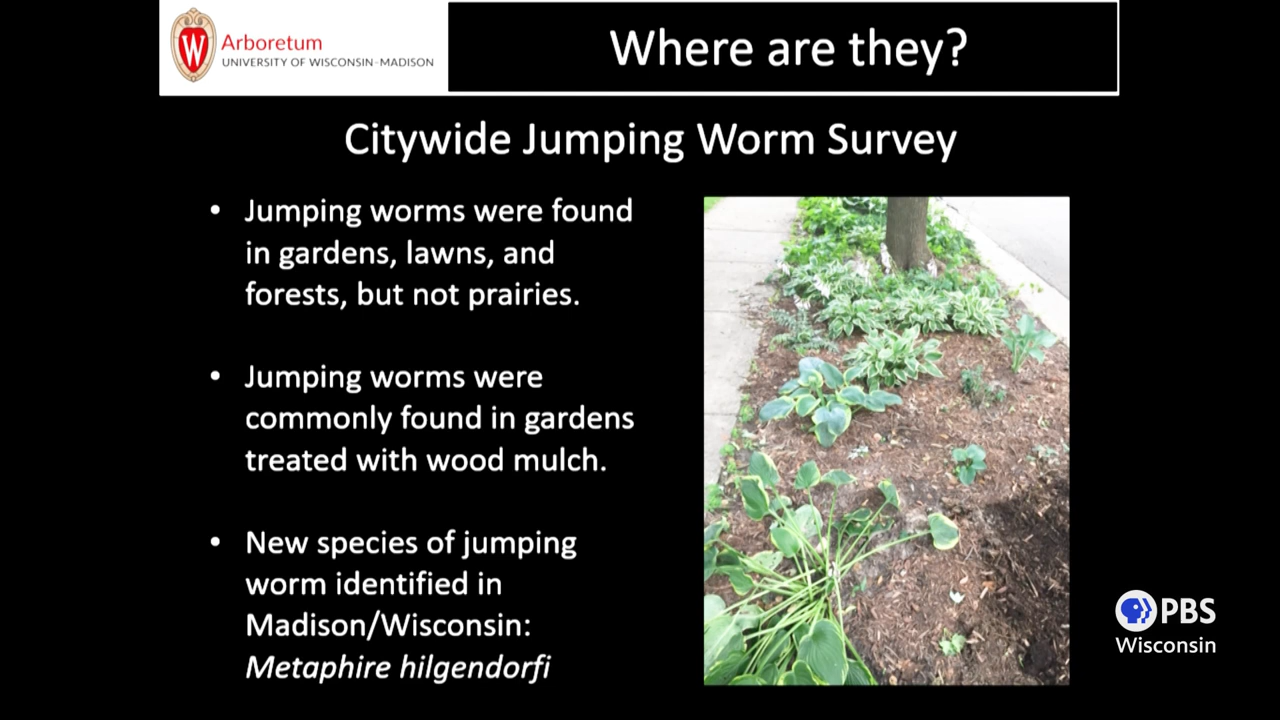 W
Arboretum
UNIVERSITY OF WISCONSIN–MADISON
Where are they?
Citywide Jumping Worm Survey
• Jumping worms were found
in gardens, lawns, and
forests, but not prairies.
• Jumping worms were
commonly found in gardens
treated with wood mulch.
• New species of jumping
worm identified in
Madison/Wisconsin:
Metaphire hilgendorfi
PBS
Wisconsin